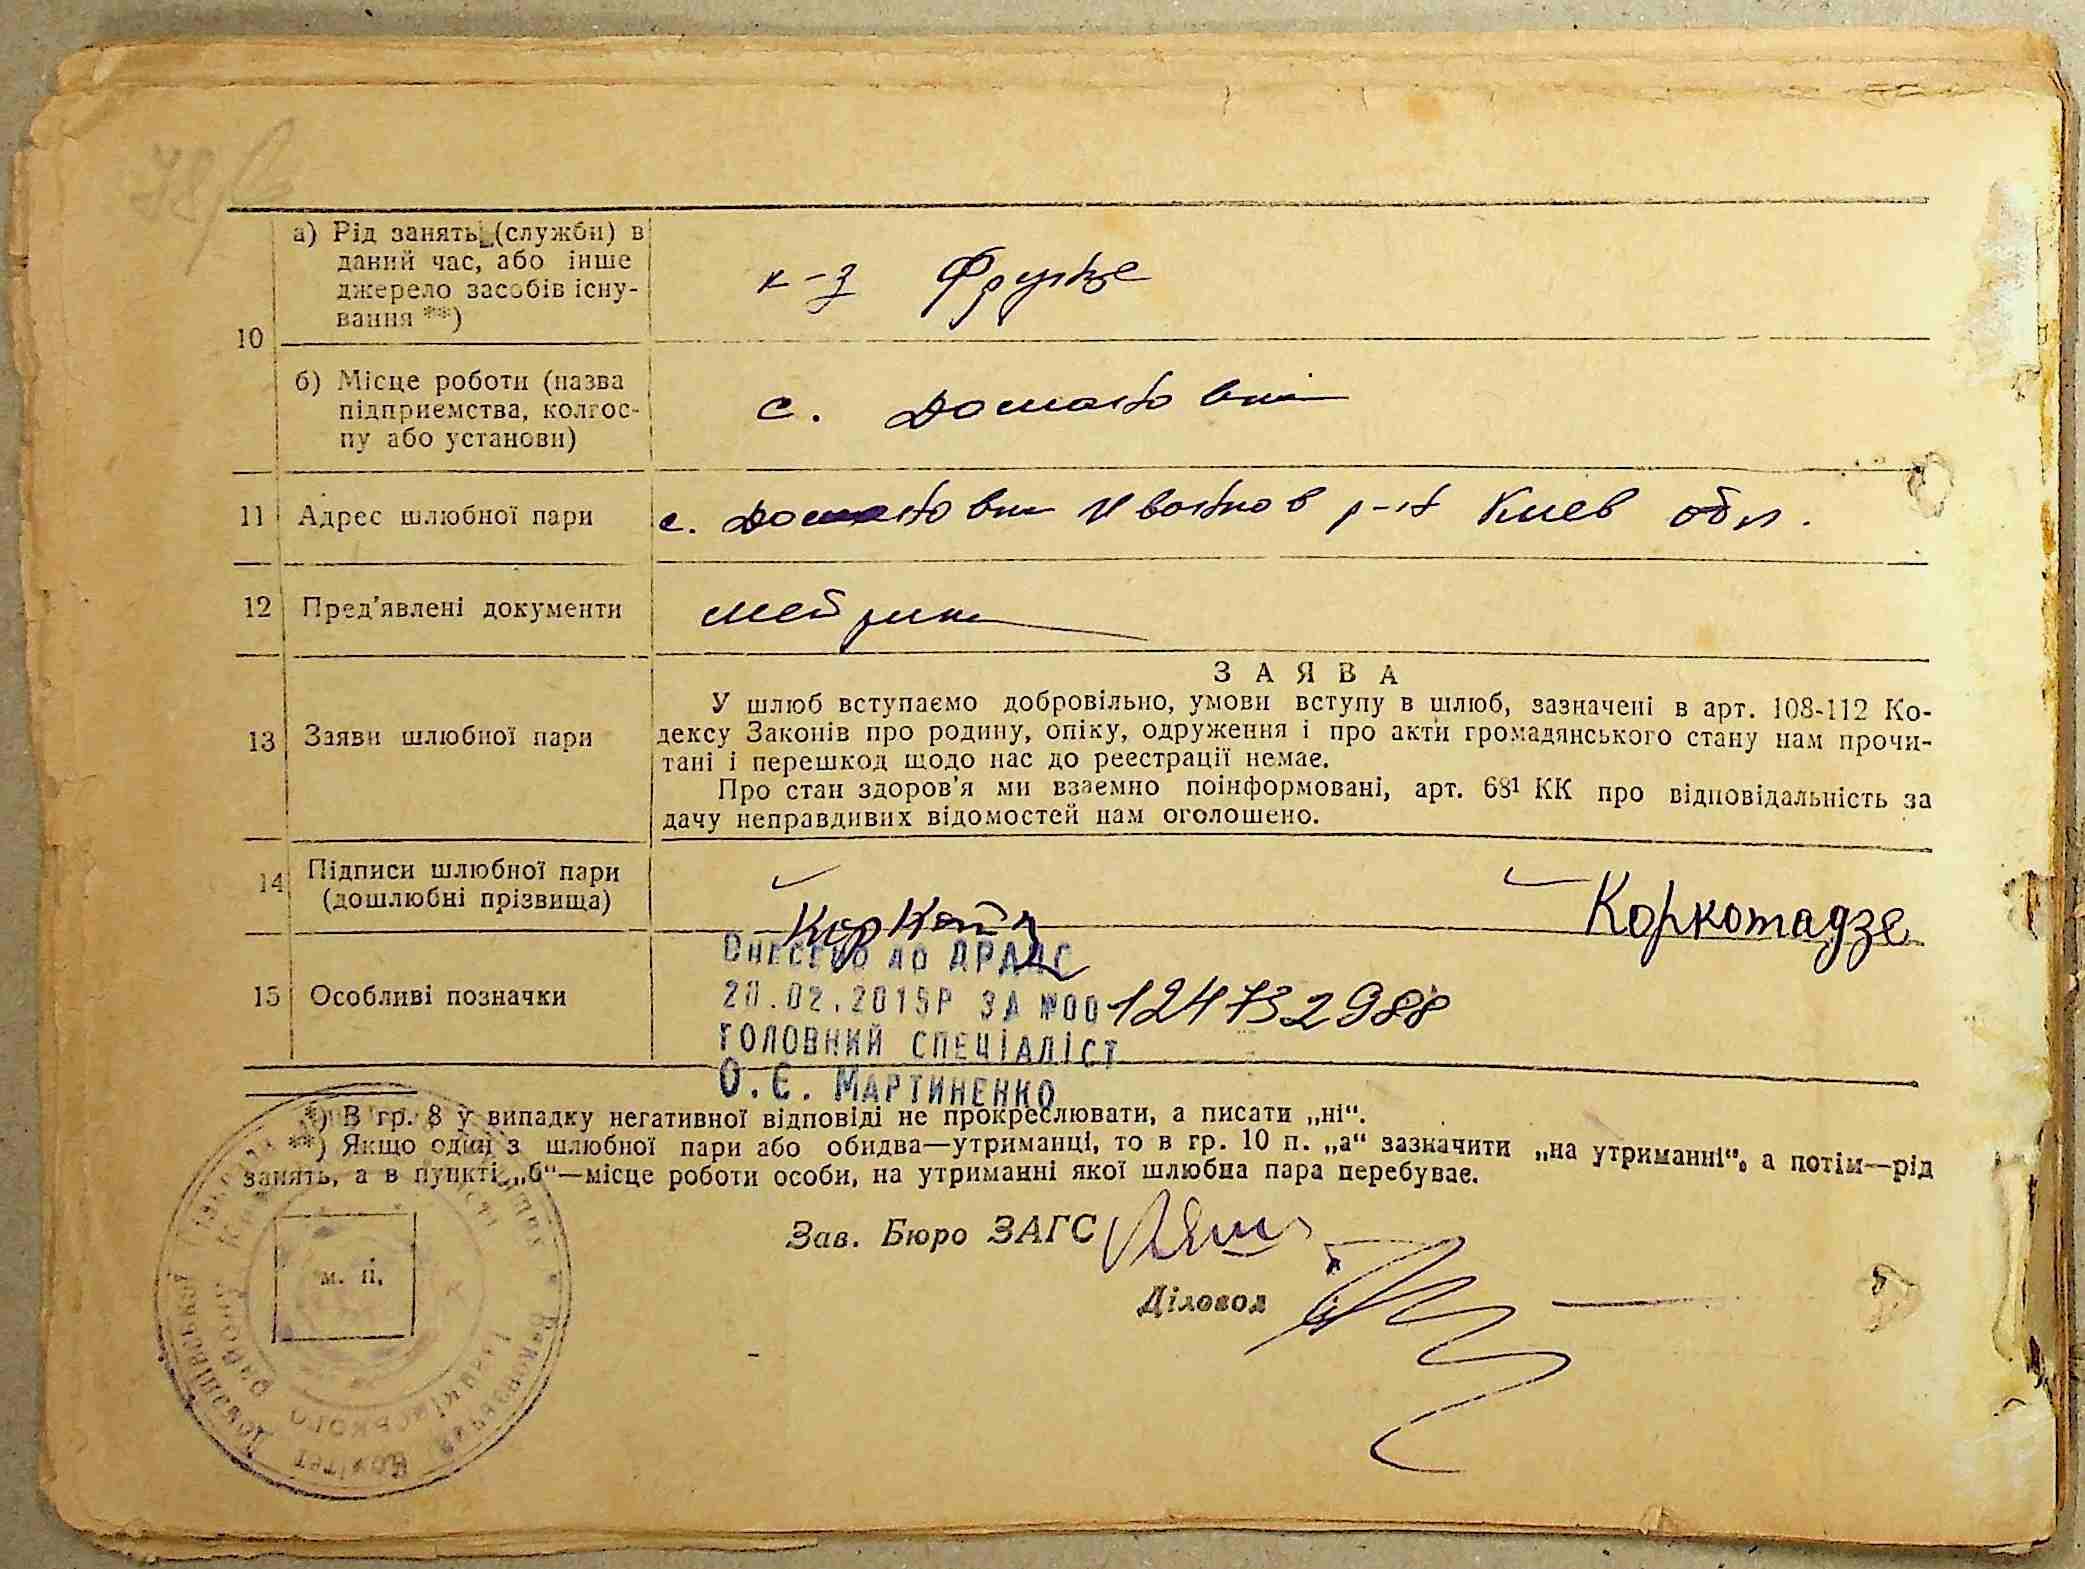 10
а) Рід занять (служби) в
даний час, або інше
джерело засобів існу-
вання **)
к-з Фрунзе
б) Місце роботи (назва
підприємства, колгос-
пу або установи)
с.
11 Адрес шлюбної пари
с. р-н Киев обл.
12 Пред'явлені документи
метрики
13 Заяви шлюбної пари
ЗАЯВА
У шлюб вступаємо добровільно, умови вступу в шлюб, зазначені в арт. 108-112 Ко-
дексу Законів про родину, опіку, одруження і про акти громадянського стану нам прочи-
тані і перешкод щодо нас до реестрації немає.
Про стан здоров'я ми взаємно поінформовані, арт. 68¹ КК про відповідальність за
дачу неправдивих відомостей нам оголошено.
14 Підписи шлюбної пари
(дошлюбні прізвища)
Коркотадзе
15 Особливі позначки
ВНЕСЕНО ДО ДРАЦС
20.02.2015Р ЗА №00124732988
ГОЛОВНИЙ СПЕЦІАЛІСТ
О.Є. МАРТИНЕНКО
*) В гр. 8 у випадку негативної відповіді не прокреслювати, а писати „ні“.
**) Якщо один з шлюбної пари або обидва—утриманці, то в гр. 10 п. „а“ зазначити „на утриманні“, а потім—рід
занять, а в пункті „б“—місце роботи особи, на утриманні якої шлюбна пара перебуває.
Зав. Бюро ЗАГС
Діловод
м. п.